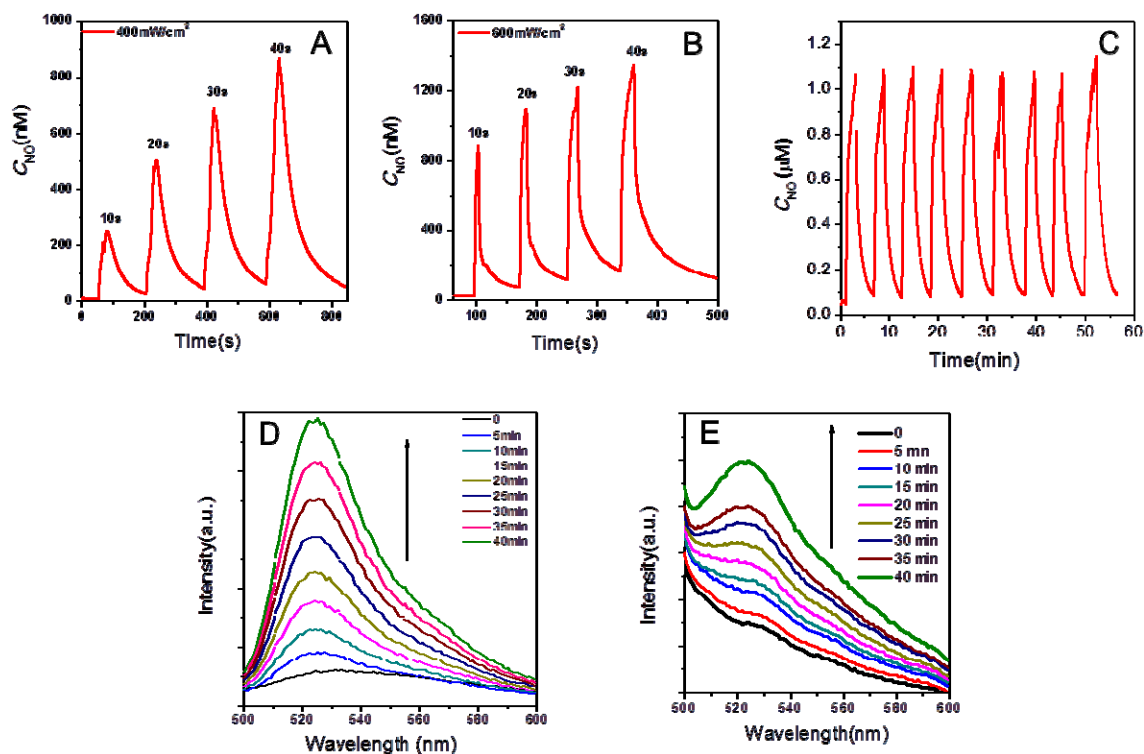 A
400mW/cm²
10s
20s
30s
40s
1000
800
600
400
200
0
0 200 400 600 800
C_NO(nM)
Time(s)
B
600mW/cm²
10s
20s
30s
40s
1600
1200
800
400
0
100 200 300 400 500
C_NO(nM)
Time(s)
C
1.2
1.0
0.8
0.6
0.4
0.2
0.0
0 10 20 30 40 50 60
C_NO (μM)
Time(min)
D
0
5min
10min
15min
20min
25min
30min
35min
40min
500 520 540 560 580 600
Intensity(a.u.)
Wavelength (nm)
E
0
5 mn
10 min
15 min
20 min
25 min
30 min
35 min
40 min
500 520 540 560 580 600
Intensity(a.u.)
Wavelength(nm)